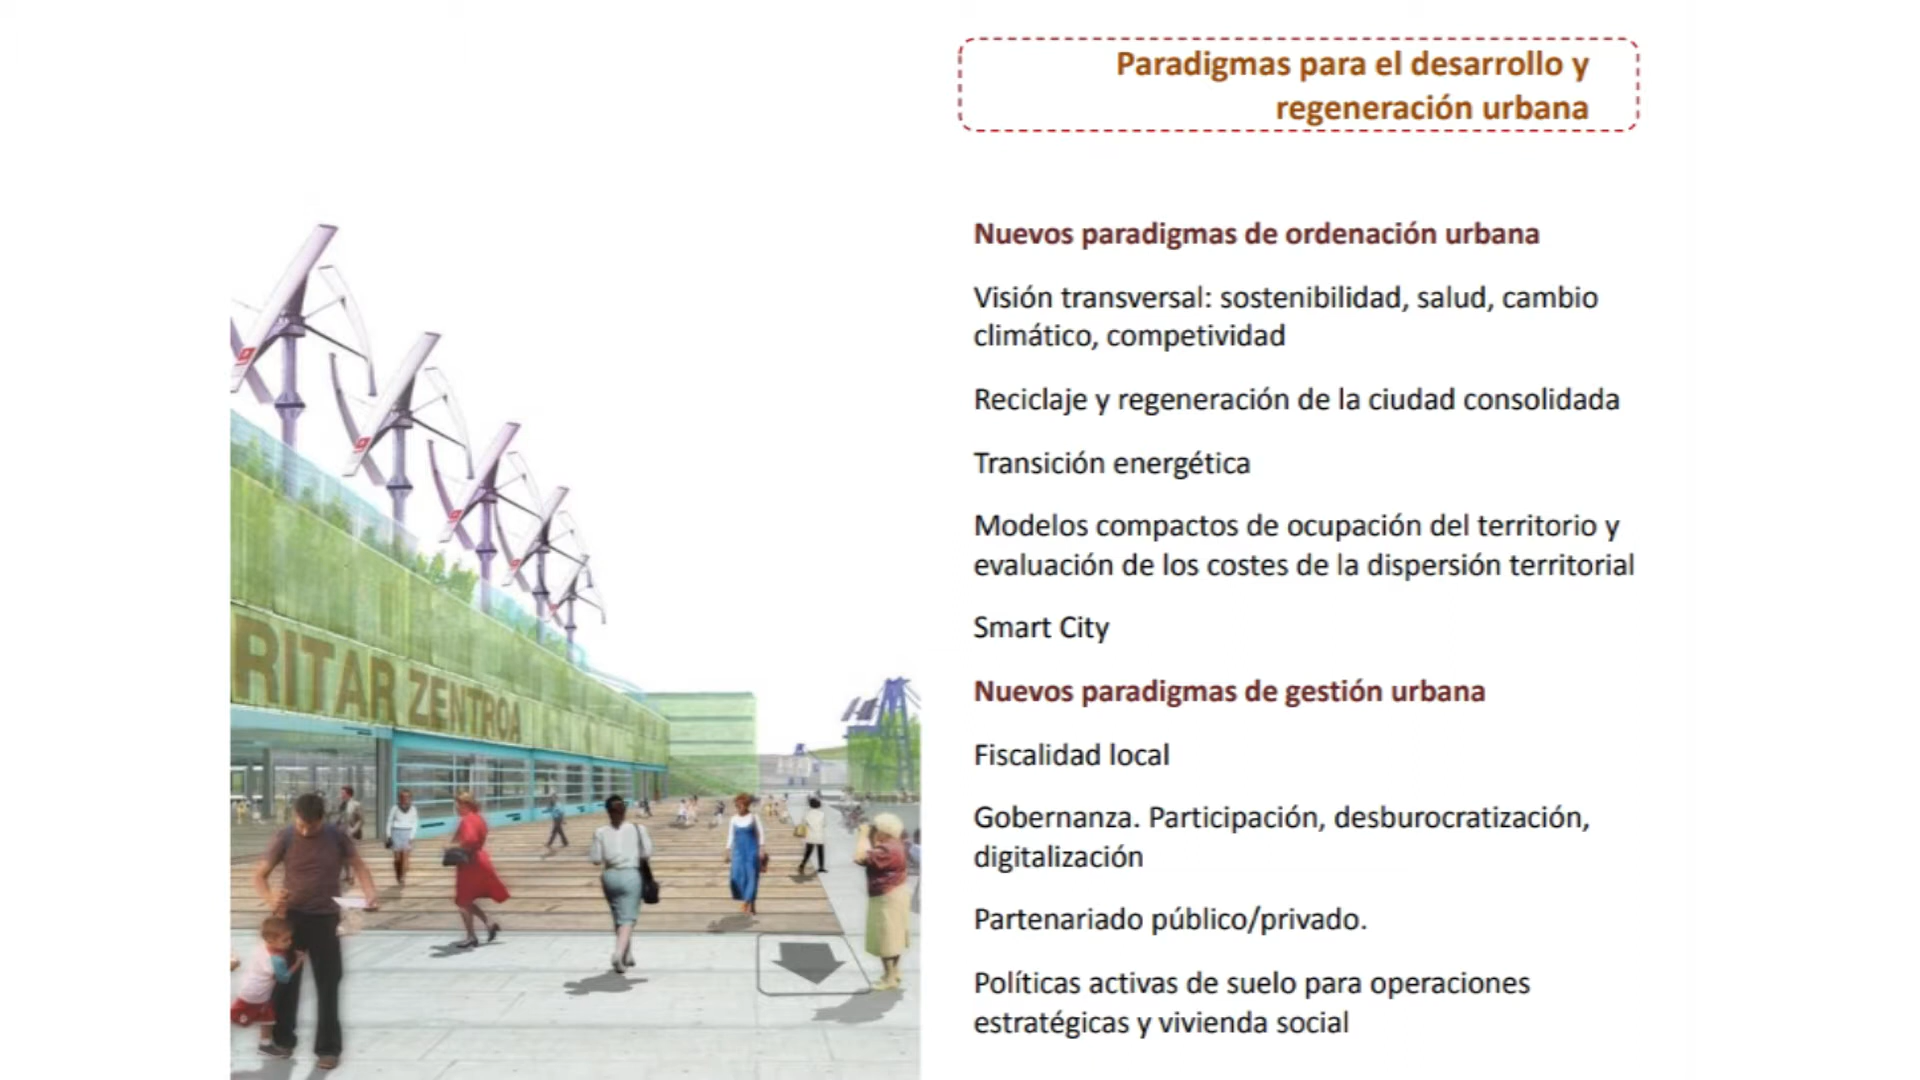 Paradigmas para el desarrollo y
regeneración urbana
Nuevos paradigmas de ordenación urbana
Visión transversal: sostenibilidad, salud, cambio
climático, competividad
Reciclaje y regeneración de la ciudad consolidada
Transición energética
Modelos compactos de ocupación del territorio y
evaluación de los costes de la dispersión territorial
Smart City
Nuevos paradigmas de gestión urbana
Fiscalidad local
Gobernanza. Participación, desburocratización,
digitalización
Partenariado público/privado.
Políticas activas de suelo para operaciones
estratégicas y vivienda social
RITAR ZENTROA